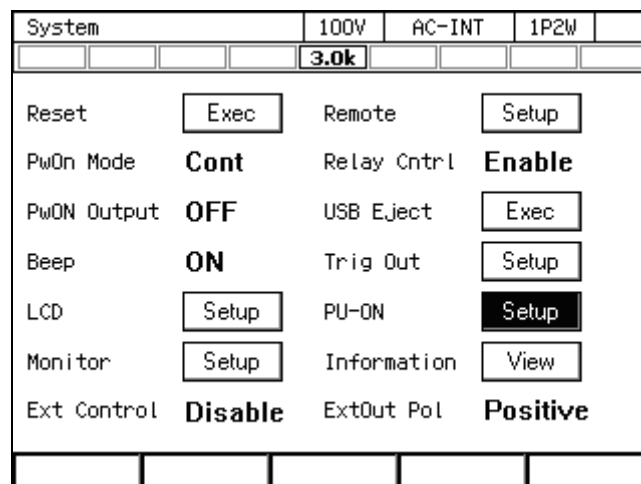 System 100V AC-INT 1P2W
3.0k
Reset Exec Remote Setup
PwOn Mode Cont Relay Cntrl Enable
PwON Output OFF USB Eject Exec
Beep ON Trig Out Setup
LCD Setup PU-ON Setup
Monitor Setup Information View
Ext Control Disable ExtOut Pol Positive